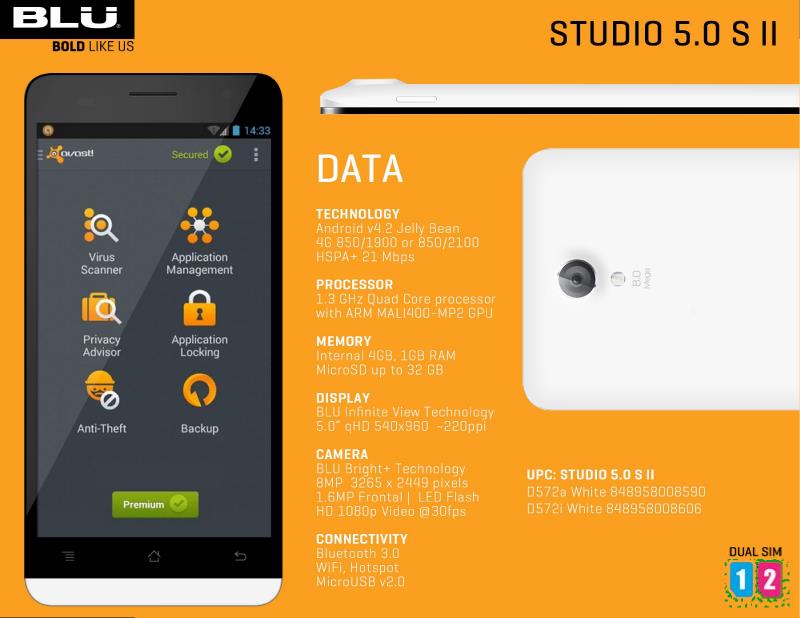 BLU
BOLD LIKE US
STUDIO 5.0 S II
14:33
avast!
Secured
Virus
Scanner
Application
Management
Privacy
Advisor
Application
Locking
Anti-Theft
Backup
Premium
DATA
TECHNOLOGY
Android v4.2 Jelly Bean
4G 850/1900 or 850/2100
HSPA+ 21 Mbps
PROCESSOR
1.3 GHz Quad Core processor
with ARM MALI400-MP2 GPU
MEMORY
Internal 4GB, 1GB RAM
MicroSD up to 32 GB
DISPLAY
BLU Infinite View Technology
5.0” qHD 540x960 ~220ppi
CAMERA
BLU Bright+ Technology
8MP 3265 x 2449 pixels
1.6MP Frontal | LED Flash
HD 1080p Video @30fps
CONNECTIVITY
Bluetooth 3.0
WiFi, Hotspot
MicroUSB v2.0
8.0
Mega
UPC: STUDIO 5.0 S II
D572a White 848958008590
D572i White 848958008606
DUAL SIM
1 2